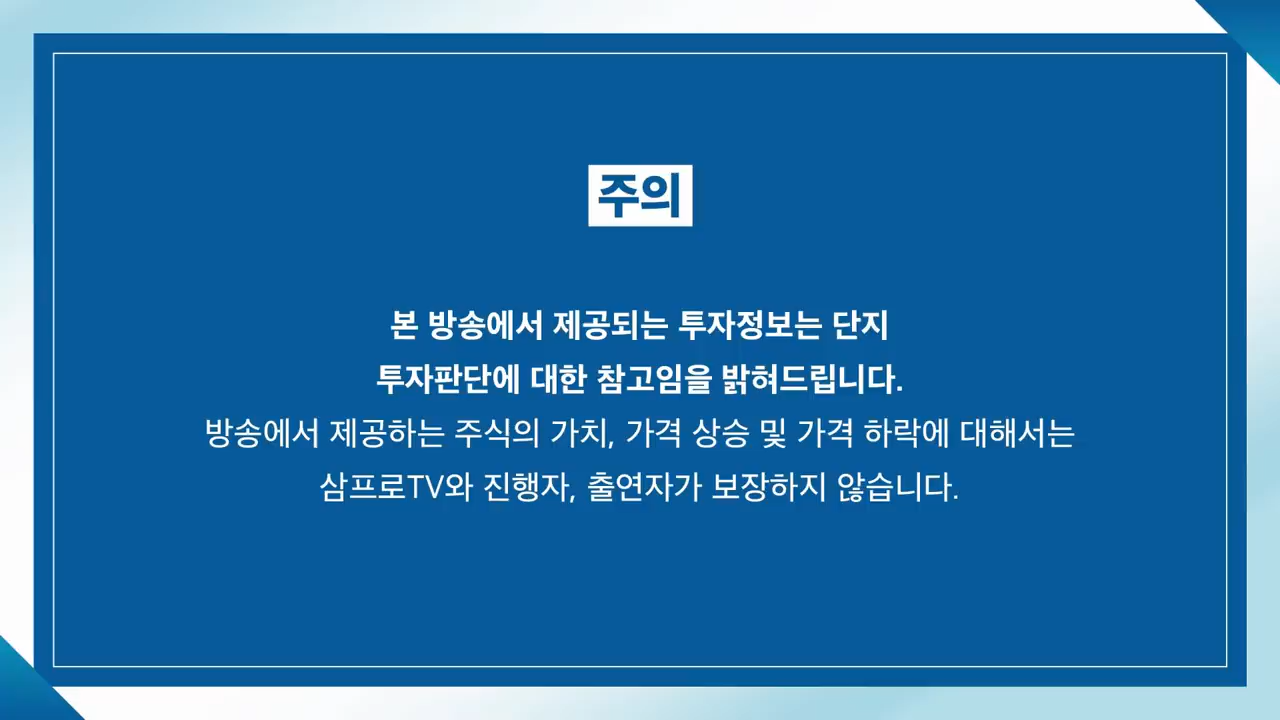 주의
본 방송에서 제공되는 투자정보는 단지
투자판단에 대한 참고임을 밝혀드립니다.
방송에서 제공하는 주식의 가치, 가격 상승 및 가격 하락에 대해서는
삼프로TV와 진행자, 출연자가 보장하지 않습니다.